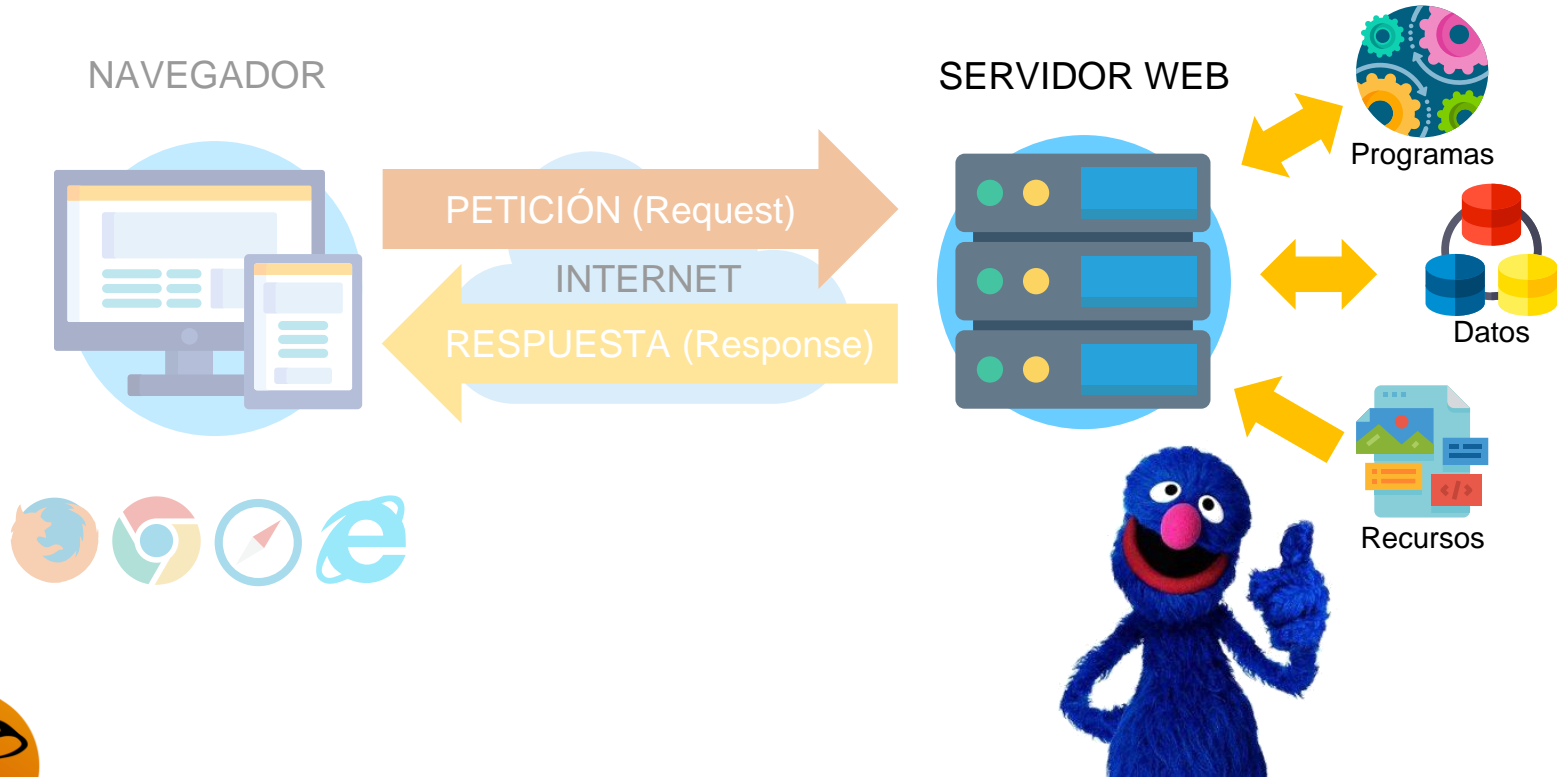 NAVEGADOR
SERVIDOR WEB
Programas
PETICIÓN (Request)
INTERNET
RESPUESTA (Response)
Datos
</>
Recursos